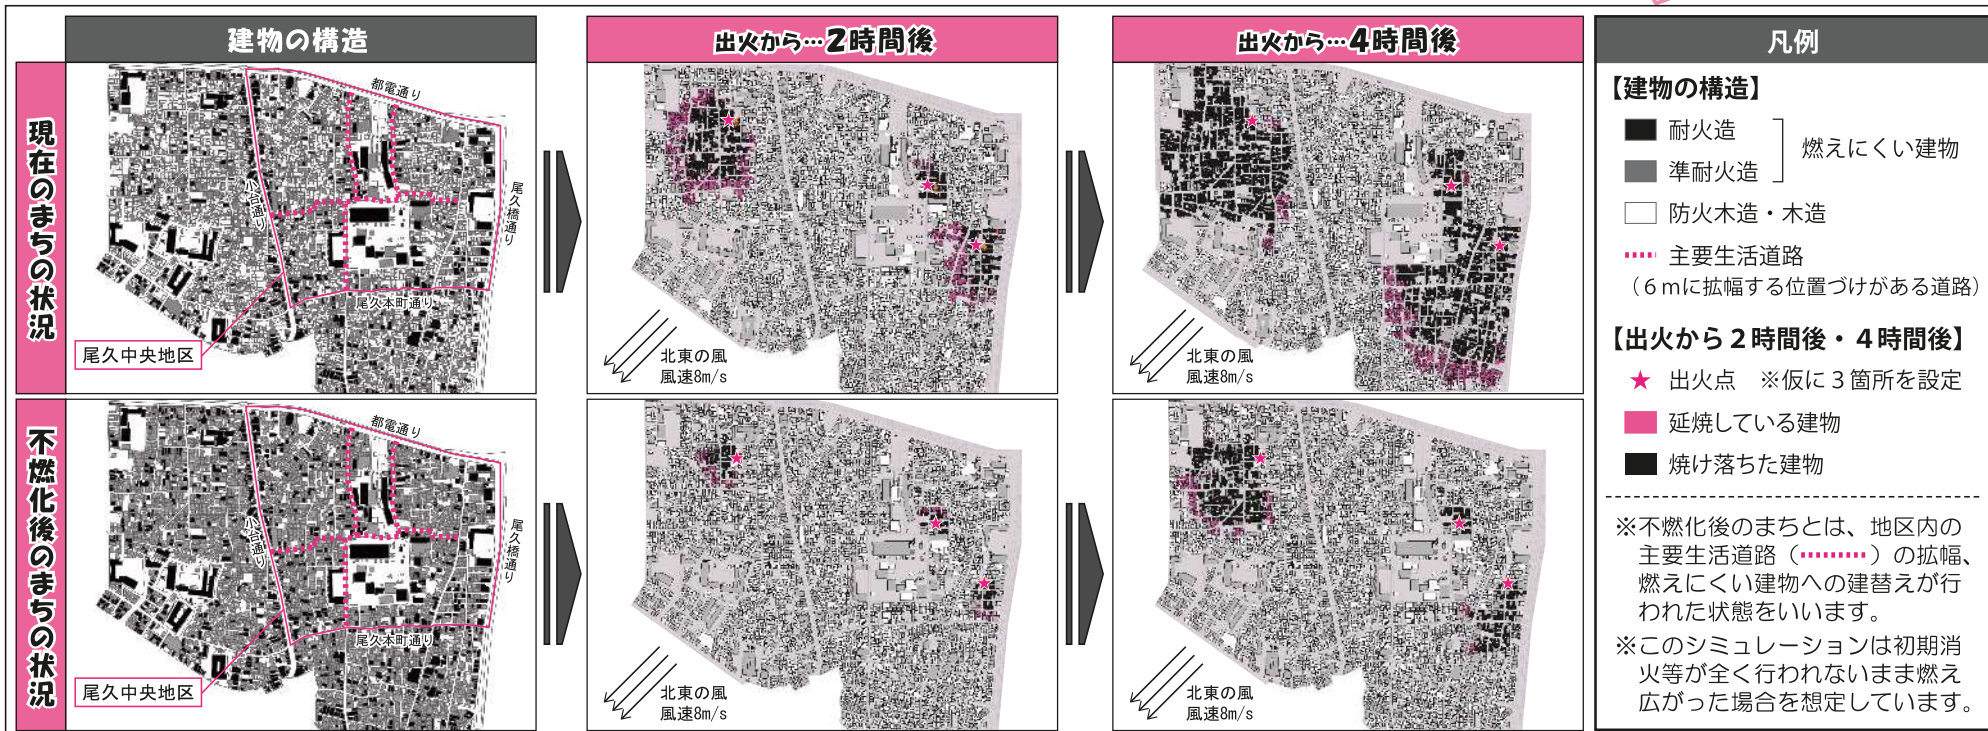 建物の構造
出火から…2時間後
出火から…4時間後
現在のまちの状況
都電通り
小台通り
尾久橋通り
尾久本町通り
尾久中央地区
北東の風
風速8m/s
北東の風
風速8m/s
不燃化後のまちの状況
都電通り
小台通り
尾久橋通り
尾久本町通り
尾久中央地区
北東の風
風速8m/s
北東の風
風速8m/s
凡例
【建物の構造】
耐火造
準耐火造
燃えにくい建物
防火木造・木造
主要生活道路
（６ｍに拡幅する位置づけがある道路）
【出火から２時間後・４時間後】
★ 出火点　※仮に３箇所を設定
延焼している建物
焼け落ちた建物
※不燃化後のまちとは、地区内の
主要生活道路（┅┅┅）の拡幅、
燃えにくい建物への建替えが行
われた状態をいいます。
※このシミュレーションは初期消
火等が全く行われないまま燃え
広がった場合を想定しています。